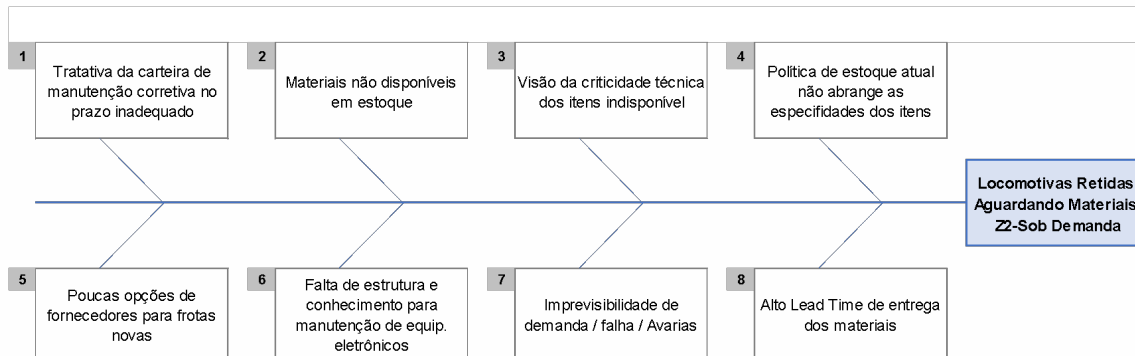 1
Tratativa da carteira de
manutenção corretiva no
prazo inadequado
2
Materiais não disponíveis
em estoque
3
Visão da criticidade técnica
dos itens indisponível
4
Política de estoque atual
não abrange as
especifidades dos itens
Locomotivas Retidas
Aguardando Materiais
Z2-Sob Demanda
5
Poucas opções de
fornecedores para frotas
novas
6
Falta de estrutura e
conhecimento para
manutenção de equip.
eletrônicos
7
Imprevisibilidade de
demanda / falha / Avarias
8
Alto Lead Time de entrega
dos materiais